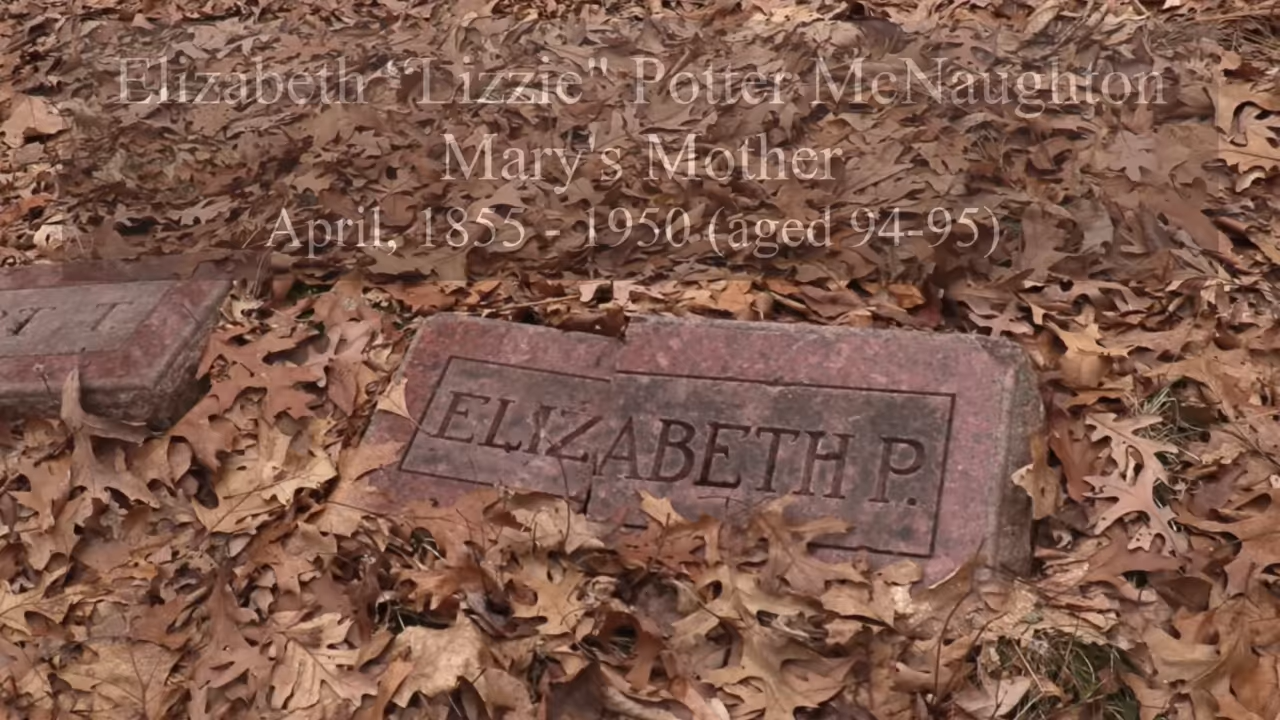 Elizabeth “Lizzie" Potter McNaughton
Mary's Mother
April, 1855 - 1950 (aged 94-95)
ELIZABETH P.